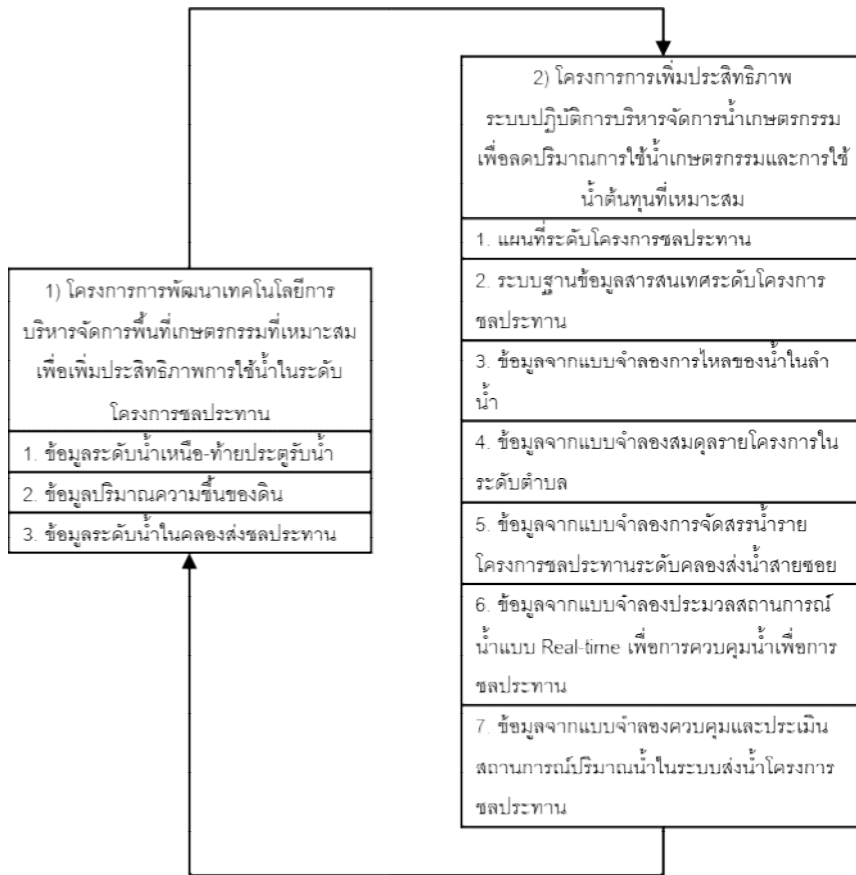 2) โครงการการเพิ่มประสิทธิภาพ
ระบบปฏิบัติการบริหารจัดการน้ำเกษตรกรรม
เพื่อลดปริมาณการใช้น้ำเกษตรกรรมและการใช้
น้ำต้นทุนที่เหมาะสม
1. แผนที่ระดับโครงการชลประทาน
2. ระบบฐานข้อมูลสารสนเทศระดับโครงการ
ชลประทาน
3. ข้อมูลจากแบบจำลองการไหลของน้ำในลำ
น้ำ
4. ข้อมูลจากแบบจำลองสมดุลรายโครงการใน
ระดับตำบล
5. ข้อมูลจากแบบจำลองการจัดสรรน้ำราย
โครงการชลประทานระดับคลองส่งน้ำสายซอย
6. ข้อมูลจากแบบจำลองประมวลสถานการณ์
น้ำแบบ Real-time เพื่อการควบคุมน้ำเพื่อการ
ชลประทาน
7. ข้อมูลจากแบบจำลองควบคุมและประเมิน
สถานการณ์ปริมาณน้ำในระบบส่งน้ำโครงการ
ชลประทาน
1) โครงการการพัฒนาเทคโนโลยีการ
บริหารจัดการพื้นที่เกษตรกรรมที่เหมาะสม
เพื่อเพิ่มประสิทธิภาพการใช้น้ำในระดับ
โครงการชลประทาน
1. ข้อมูลระดับน้ำเหนือ-ท้ายประตูรับน้ำ
2. ข้อมูลปริมาณความชื้นของดิน
3. ข้อมูลระดับน้ำในคลองส่งชลประทาน